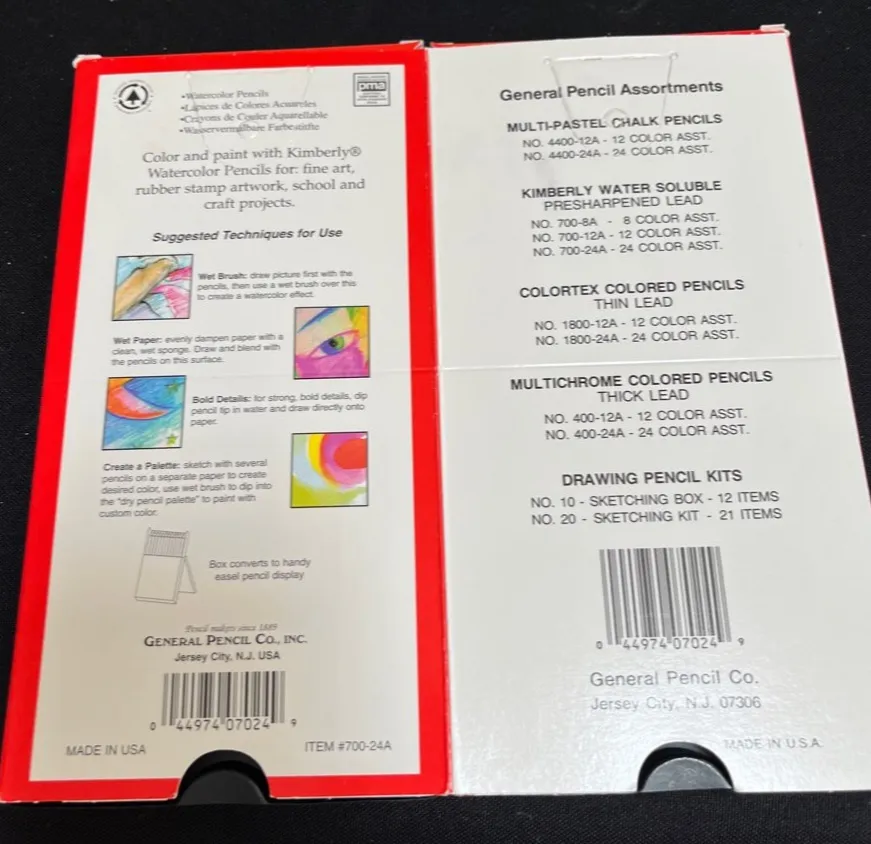 •Watercolor Pencils
•Lápices de Colores Acuareles
•Crayons de Couler Aquarellable
•Wasservermalbare Farbestifte
pma
Color and paint with Kimberly®
Watercolor Pencils for: fine art,
rubber stamp artwork, school and
craft projects.
Suggested Techniques for Use
Wet Brush: draw picture first with the
pencils, then use a wet brush over this
to create a watercolor effect.
Wet Paper: evenly dampen paper with a
clean, wet sponge. Draw and blend with
the pencils on this surface.
Bold Details: for strong, bold details, dip
pencil tip in water and draw directly onto
paper.
Create a Palette: sketch with several
pencils on a separate paper to create
desired color, use wet brush to dip into
the "dry pencil palette" to paint with
custom color.
Box converts to handy
easel pencil display
Pencil makers since 1889
GENERAL PENCIL CO., INC.
Jersey City, N.J. USA
0 44974 07024 9
MADE IN USA
ITEM #700-24A
General Pencil Assortments
MULTI-PASTEL CHALK PENCILS
NO. 4400-12A - 12 COLOR ASST.
NO. 4400-24A - 24 COLOR ASST.
KIMBERLY WATER SOLUBLE
PRESHARPENED LEAD
NO. 700-8A - 8 COLOR ASST.
NO. 700-12A - 12 COLOR ASST.
NO. 700-24A - 24 COLOR ASST.
COLORTEX COLORED PENCILS
THIN LEAD
NO. 1800-12A - 12 COLOR ASST.
NO. 1800-24A - 24 COLOR ASST.
MULTICHROME COLORED PENCILS
THICK LEAD
NO. 400-12A - 12 COLOR ASST.
NO. 400-24A - 24 COLOR ASST.
DRAWING PENCIL KITS
NO. 10 - SKETCHING BOX - 12 ITEMS
NO. 20 - SKETCHING KIT - 21 ITEMS
0 44974 07024 9
General Pencil Co.
Jersey City, N.J. 07306
MADE IN U.S.A.